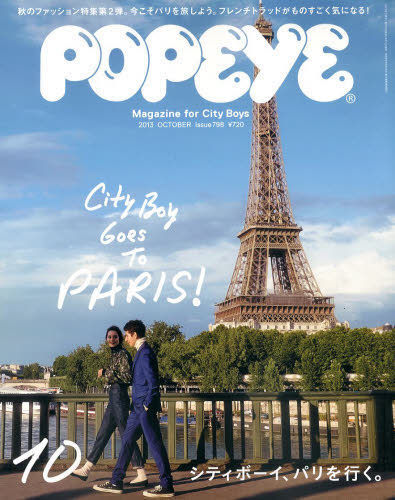 秋のファッション特集第2弾。今こそパリを旅しよう。フレンチトラッドがものすごく気になる!
POPEYE®
Magazine for City Boys
2013 OCTOBER Issue798 ¥720
City Boy
Goes
To
PARIS!
10
シティボーイ、パリを行く。